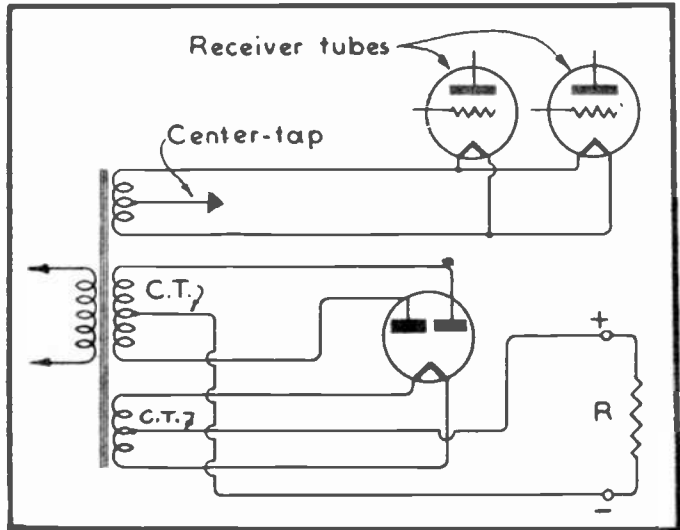 Receiver tubes
Center-tap
C.T.
+
C.T.
R
-